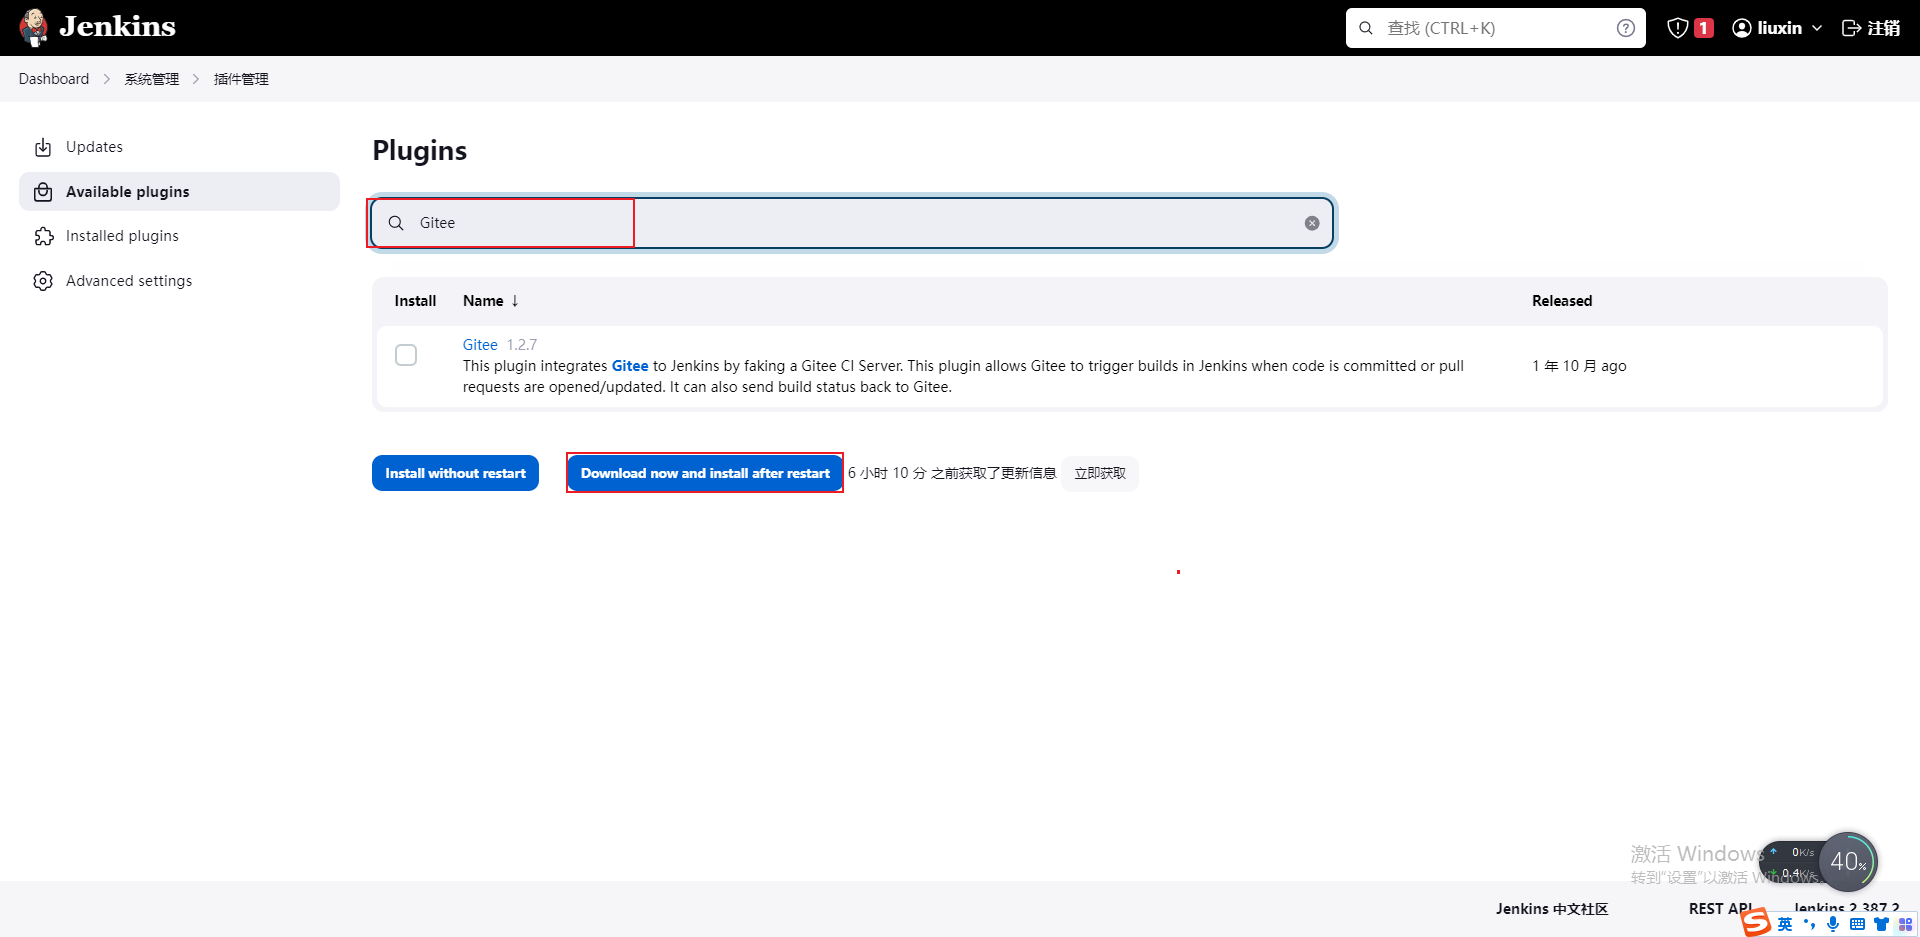 Jenkins
查找 (CTRL+K)
1
liuxin
注销
Dashboard
系统管理
插件管理
Updates
Available plugins
Installed plugins
Advanced settings
Plugins
Gitee
Install Name ↓ Released
Gitee 1.2.7
This plugin integrates Gitee to Jenkins by faking a Gitee CI Server. This plugin allows Gitee to trigger builds in Jenkins when code is committed or pull
requests are opened/updated. It can also send build status back to Gitee.
1 年 10 月 ago
Install without restart
Download now and install after restart
6 小时 10 分 之前获取了更新信息
立即获取
激活 Windows
转到"设置"以激活 Windows。
0K/s
0.4K/s
40%
Jenkins 中文社区
REST API
Jenkins 2.387.2
英